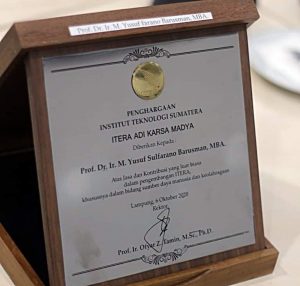 Prof. Dr. Ir. M. Yusuf Barusman, MBA.
PENGHARGAAN
INSTITUT TEKNOLOGI SUMATERA
ITERA ADI KARSA MADYA
Diberikan Kepada
Prof. Dr. Ir. M. Yusuf Sulfarano Barusman, MBA.
Atas Jasa dan Kontribusi yang luar biasa
dalam pengembangan ITERA,
khususnya dalam bidang sumber daya manusia dan keolahragaan
Lampung, 6 Oktober 2020
Rektor,
Prof. Ir. Ofyar Z. Tamin, M.Sc., Ph.D.